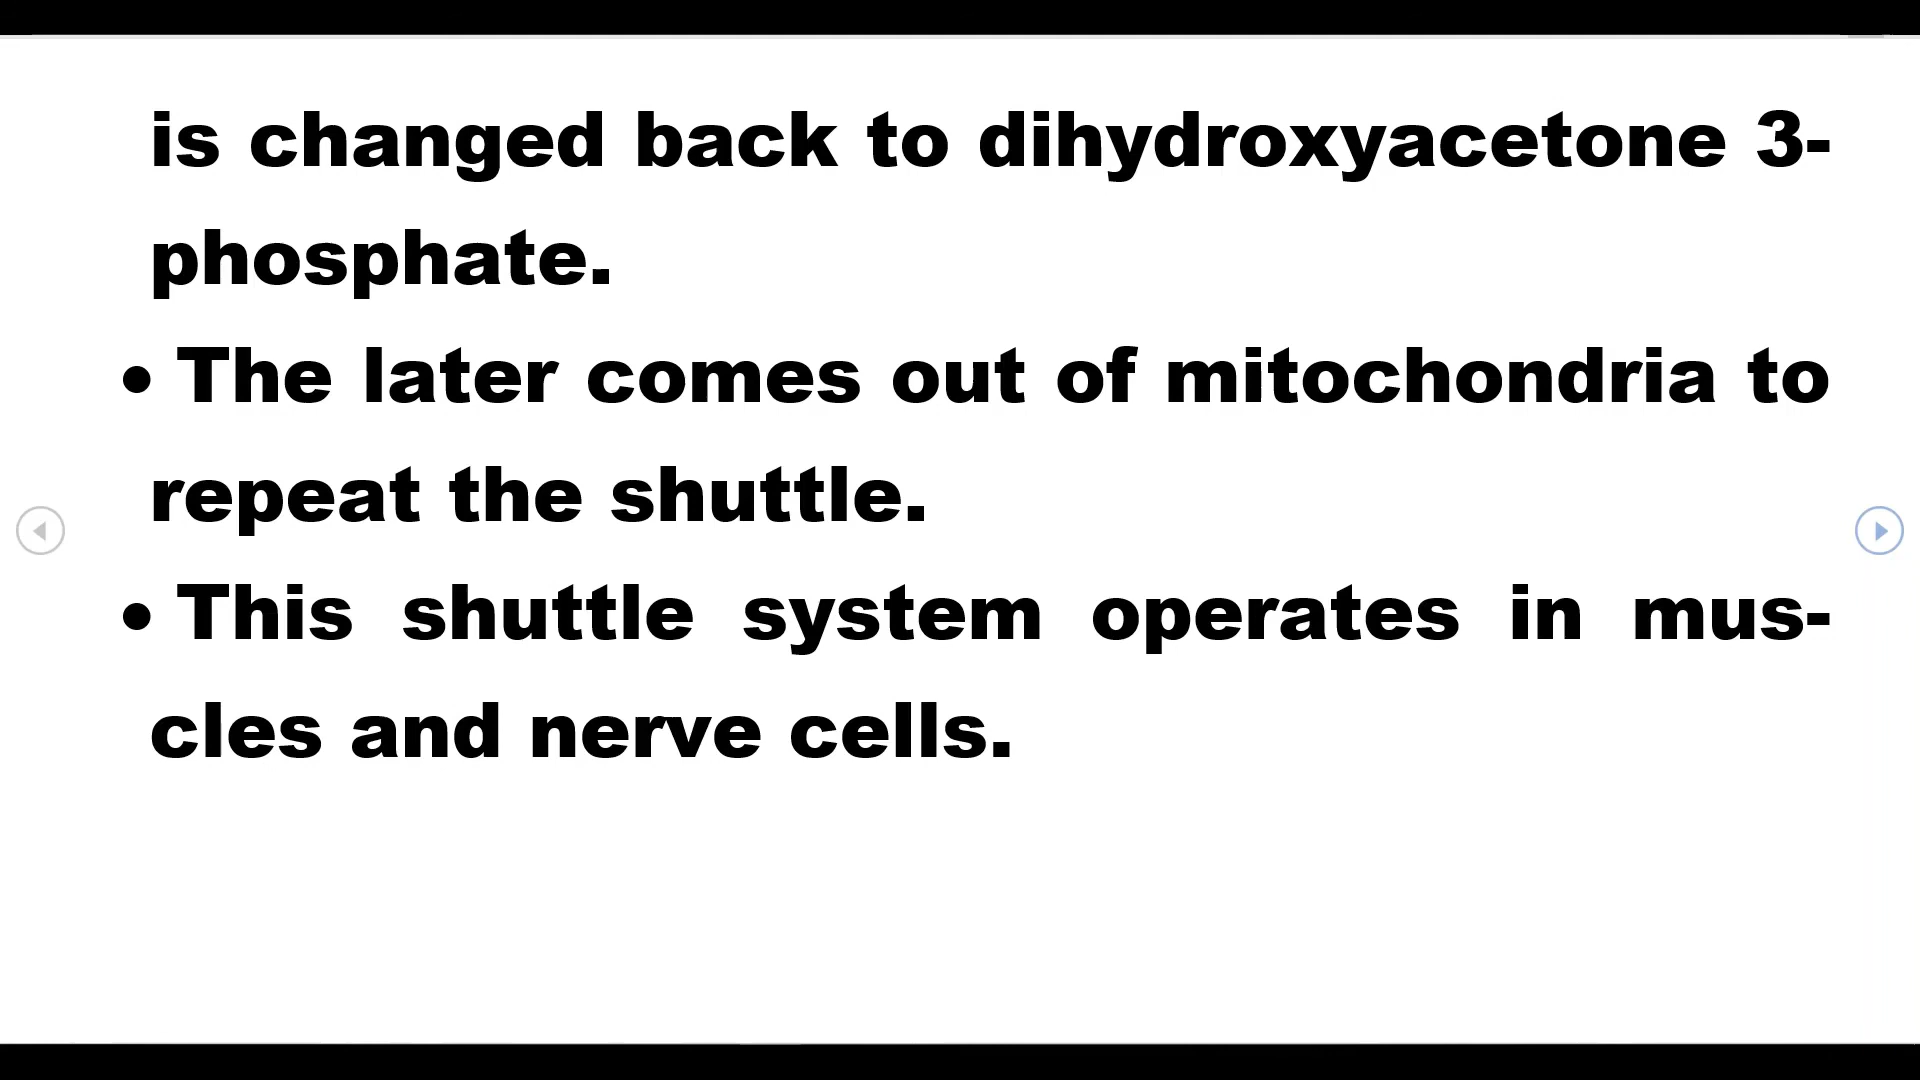 is changed back to dihydroxyacetone 3-
phosphate.
• The later comes out of mitochondria to
repeat the shuttle.
• This shuttle system operates in mus-
cles and nerve cells.